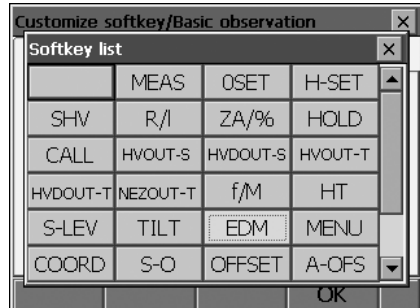 Customize softkey/Basic observation
Softkey list
MEAS 0SET H-SET
SHV R/l ZA/% HOLD
CALL HVOUT-S HVDOUT-S HVOUT-T
HVDOUT-T NEZOUT-T f/M HT
S-LEV TILT EDM MENU
COORD S-O OFFSET A-OFS
OK